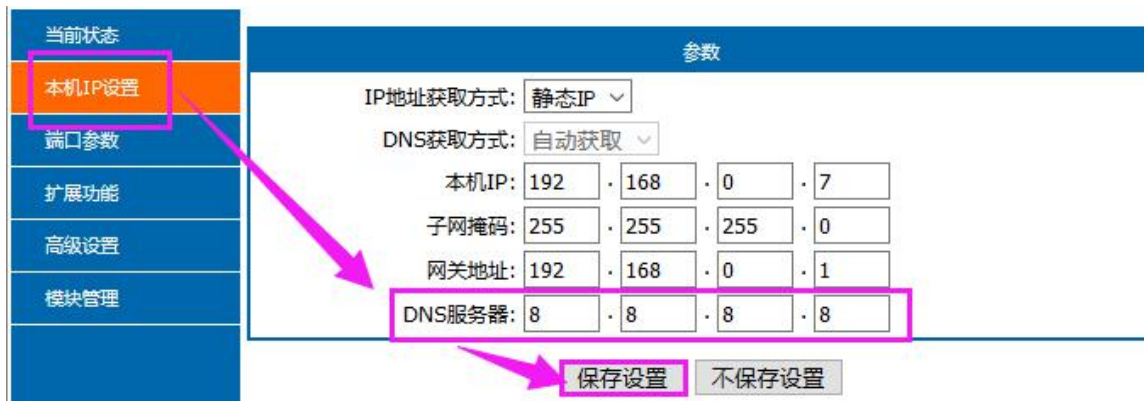 当前状态
本机IP设置
端口参数
扩展功能
高级设置
模块管理
参数
IP地址获取方式: 静态IP
DNS获取方式: 自动获取
本机IP: 192 . 168 . 0 . 7
子网掩码: 255 . 255 . 255 . 0
网关地址: 192 . 168 . 0 . 1
DNS服务器: 8 . 8 . 8 . 8
保存设置 不保存设置